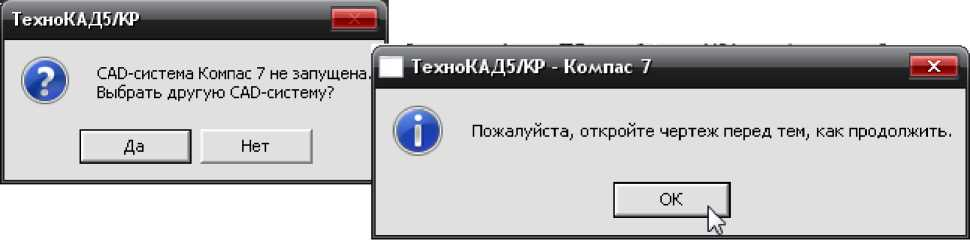 ТехноКАД5/КР
CAD-система Компас 7 не запущена.
Выбрать другую CAD-систему?
Да
Нет
ТехноКАД5/КР - Компас 7
Пожалуйста, откройте чертеж перед тем, как продолжить.
ОК